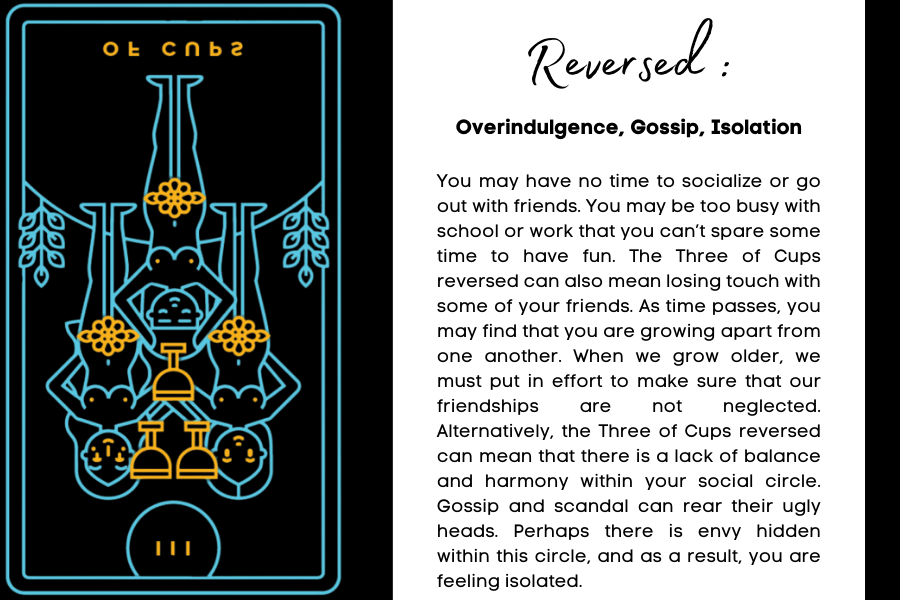 OF CUPS
III
Reversed :
Overindulgence, Gossip, Isolation
You may have no time to socialize or go
out with friends. You may be too busy with
school or work that you can't spare some
time to have fun. The Three of Cups
reversed can also mean losing touch with
some of your friends. As time passes, you
may find that you are growing apart from
one another. When we grow older, we
must put in effort to make sure that our
friendships are not neglected.
Alternatively, the Three of Cups reversed
can mean that there is a lack of balance
and harmony within your social circle.
Gossip and scandal can rear their ugly
heads. Perhaps there is envy hidden
within this circle, and as a result, you are
feeling isolated.